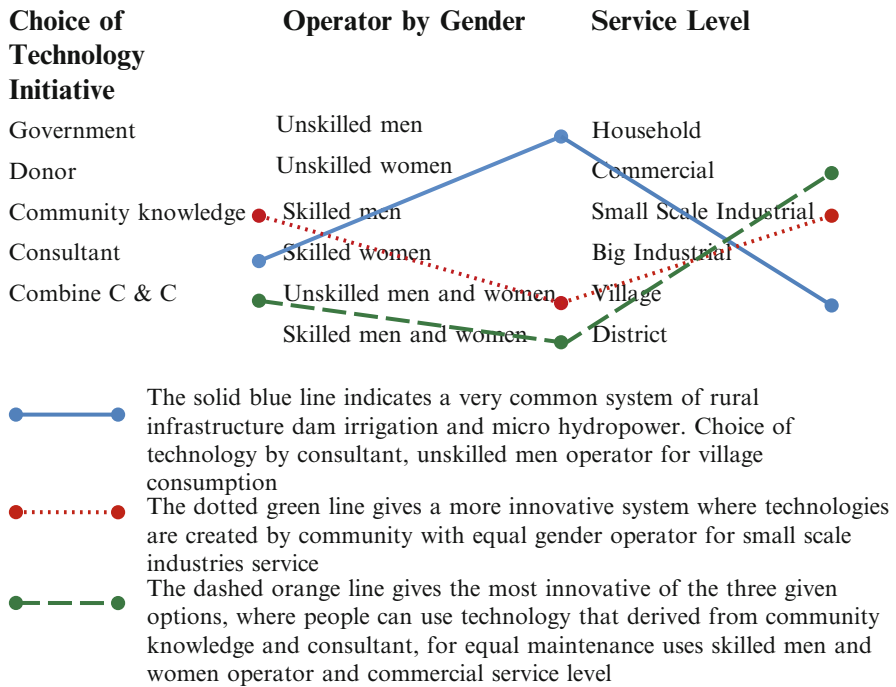 Choice of
Technology
Initiative
Operator by Gender
Service Level
Government
Donor
Community knowledge
Consultant
Combine C & C
Unskilled men
Unskilled women
Skilled men
Skilled women
Unskilled men and women
Skilled men and women
Household
Commercial
Small Scale Industrial
Big Industrial
Village
District
The solid blue line indicates a very common system of rural
infrastructure dam irrigation and micro hydropower. Choice of
technology by consultant, unskilled men operator for village
consumption
The dotted green line gives a more innovative system where technologies
are created by community with equal gender operator for small scale
industries service
The dashed orange line gives the most innovative of the three given
options, where people can use technology that derived from community
knowledge and consultant, for equal maintenance uses skilled men and
women operator and commercial service level